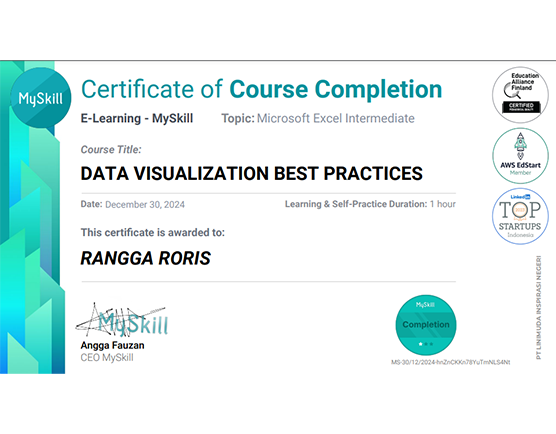 MySkill
Certificate of Course Completion
E-Learning - MySkill Topic: Microsoft Excel Intermediate
Course Title:
DATA VISUALIZATION BEST PRACTICES
Date: December 30, 2024 Learning & Self-Practice Duration: 1 hour
This certificate is awarded to:
RANGGA RORIS
MySkill
Angga Fauzan
CEO MySkill
MySkill
Completion
MS-30/12/2024-hnZnCKKn78YuTmNLS4Nt
Education
Alliance
Finland
CERTIFIED
AWS EdStart
Member
LinkedIn
TOP
STARTUPS
Indonesia
PT LINIMUDA INSPIRASI NEGERI